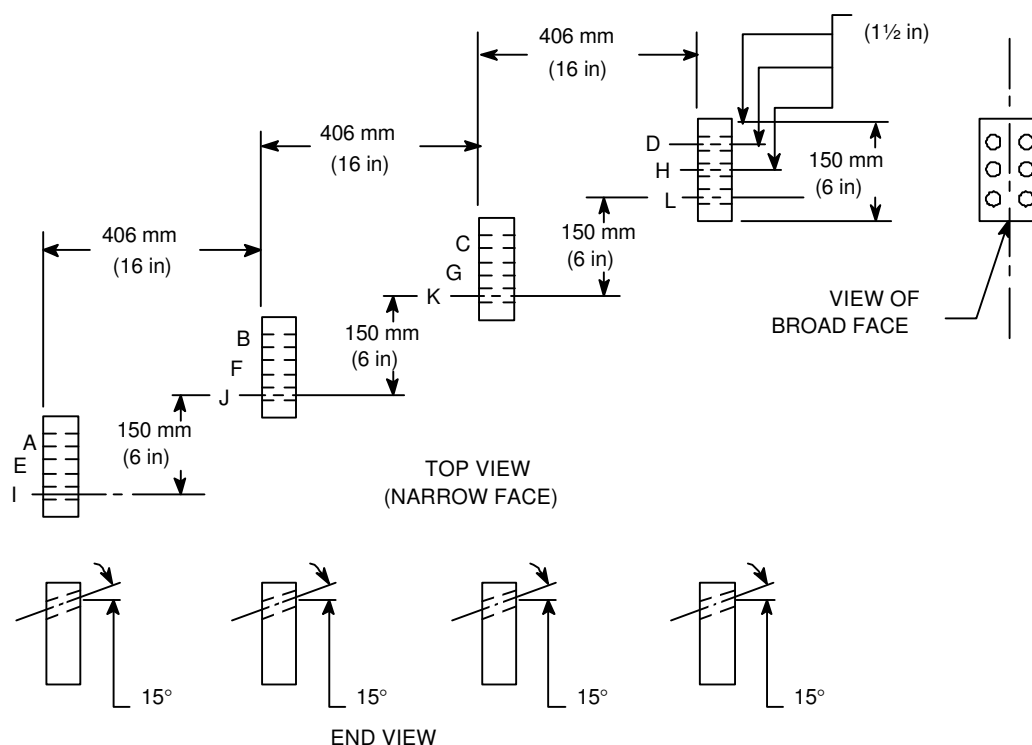 406 mm
(16 in)
(1½ in)
406 mm
(16 in)
D
H
L
150 mm
(6 in)
406 mm
(16 in)
C
G
K
150 mm
(6 in)
VIEW OF
BROAD FACE
B
F
J
150 mm
(6 in)
A
E
I
150 mm
(6 in)
TOP VIEW
(NARROW FACE)
15°
15°
15°
15°
END VIEW